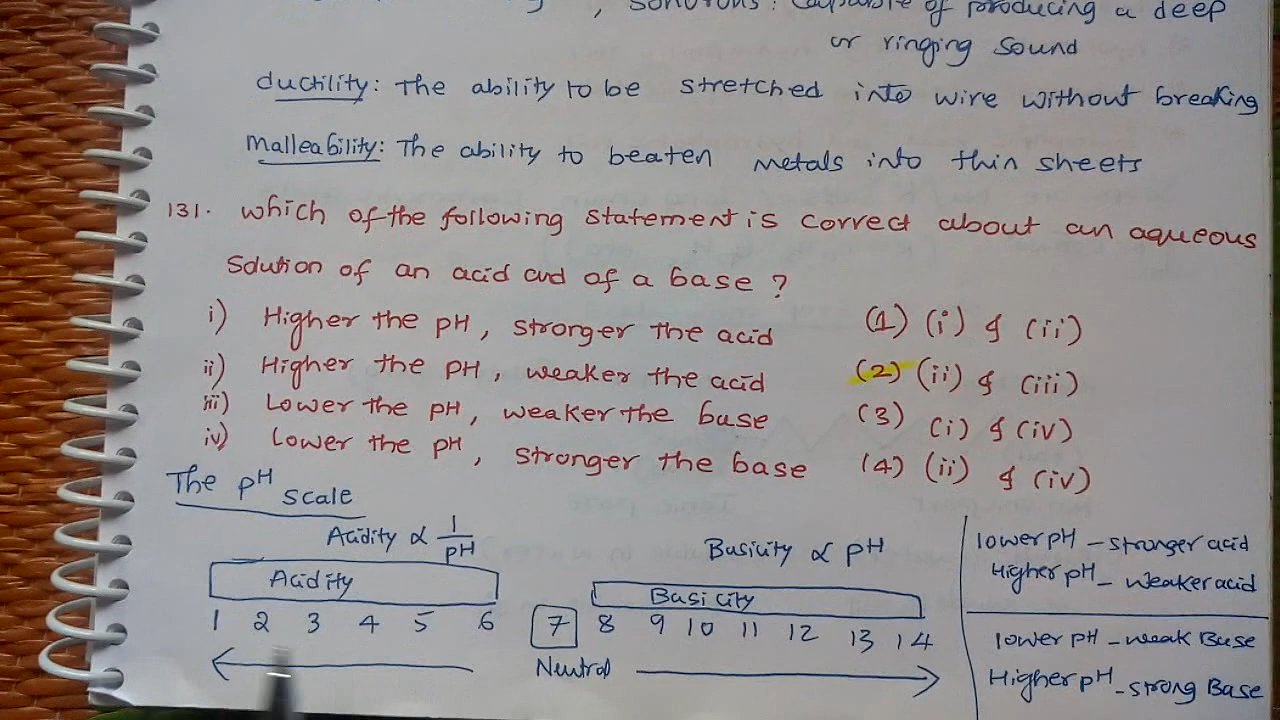 , Sonorous: Capable of producing a deep
or ringing sound
ductility: The ability to be stretched into wire without breaking
Malleability: The ability to beaten metals into thin sheets
131. which of the following statement is correct about an aqueous
Solution of an acid and of a base?
i) Higher the pH, stronger the acid (1) (i) & (ii)
ii) Higher the pH, weaker the acid (2) (ii) & (iii)
iii) Lower the pH, weaker the base (3) (i) & (iv)
iv) Lower the pH, stronger the base (4) (ii) & (iv)
The pH scale
Acidity ∝ 1/pH
Basicity ∝ pH
Acidity
Basicity
1 2 3 4 5 6 7 8 9 10 11 12 13 14
Neutral
lower pH - stronger acid
Higher pH - weaker acid
lower pH - weak Base
Higher pH - strong Base